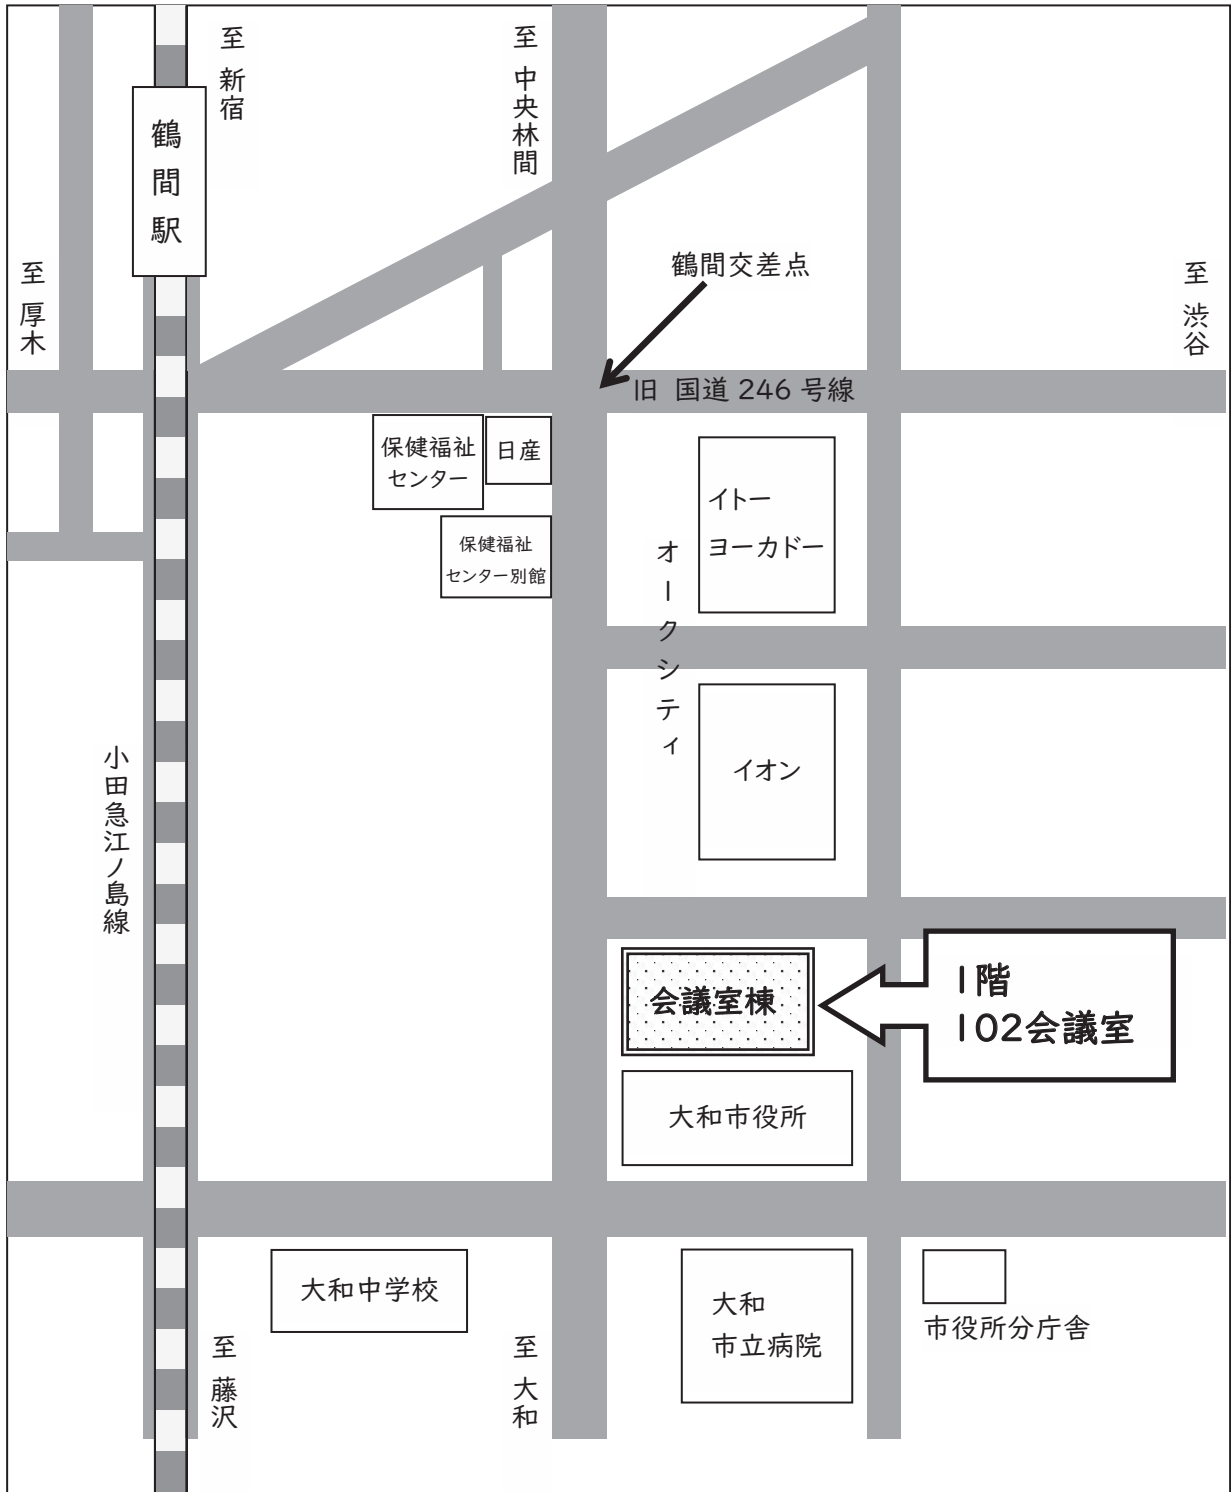 至 新宿
至 中央林間
鶴間駅
至 厚木
鶴間交差点
至 渋谷
旧 国道 246 号線
保健福祉
センター
日産
イトー
ヨーカドー
保健福祉
センター別館
オークシティ
イオン
小田急江ノ島線
会議室棟
1階
102会議室
大和市役所
大和中学校
大和
市立病院
市役所分庁舎
至 藤沢
至 大和